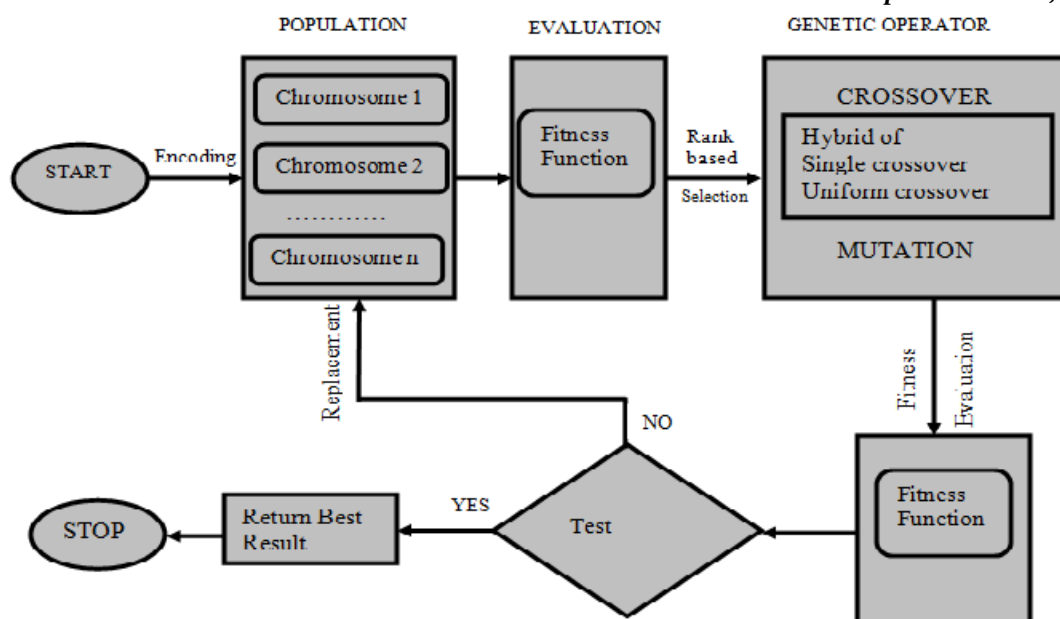 POPULATION
EVALUATION
GENETIC OPERATOR
START
Encoding
Chromosome 1
Chromosome 2
............
Chromosome n
Fitness
Function
Rank
based
Selection
CROSSOVER
Hybrid of
Single crossover
Uniform crossover
MUTATION
Replacement
Fitness
Evaluation
NO
YES
STOP
Return Best
Result
Test
Fitness
Function